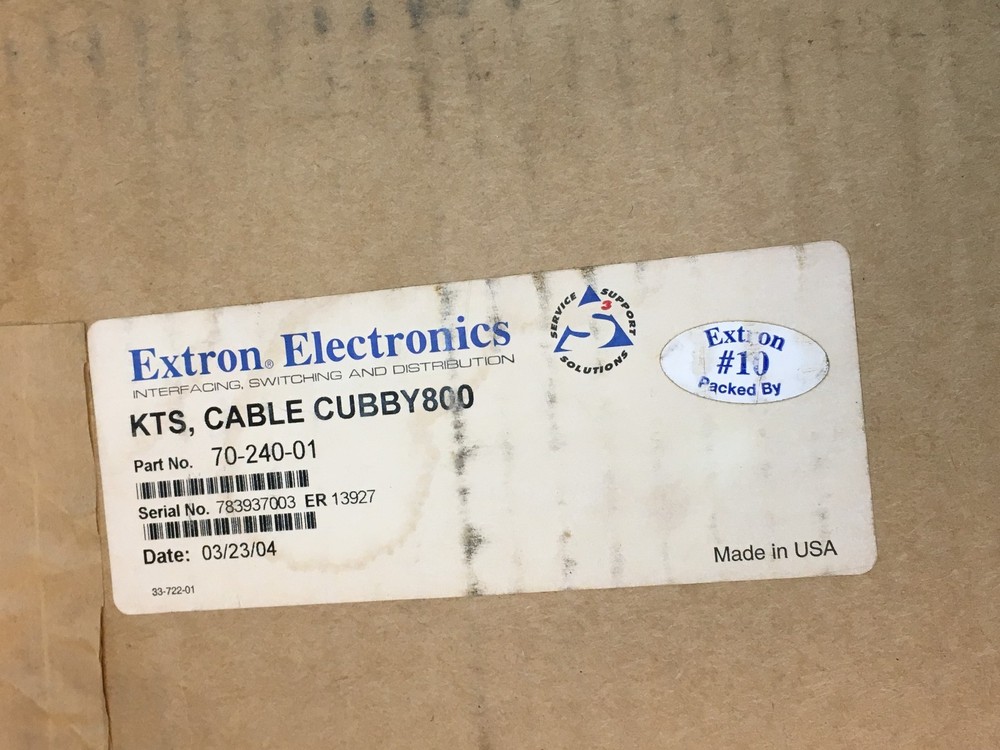 Extron® Electronics
INTERFACING, SWITCHING AND DISTRIBUTION
SERVICE SUPPORT SOLUTIONS
3
Extron
#10
Packed By
KTS, CABLE CUBBY800
Part No. 70-240-01
Serial No. 783937003 ER 13927
Date: 03/23/04
Made in USA
33-722-01